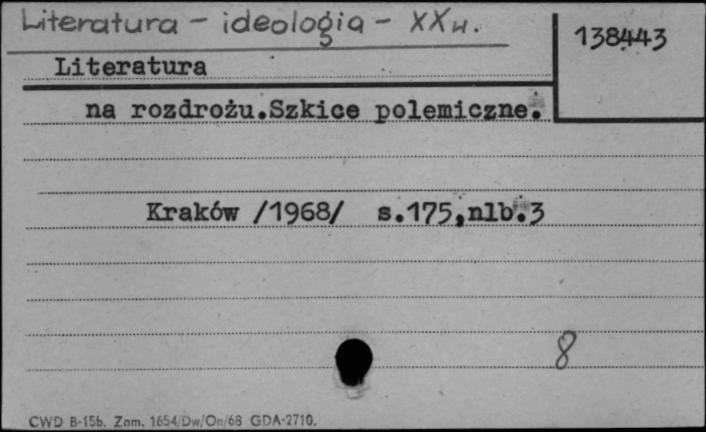 Literatura - ideologia - XX w.
138443
Literatura
na rozdrożu.Szkice polemiczne.
Kraków /1968/ s.175,nlb.3
8
CWD B-15b. Zam. 1654/Dw/On/68 GDA-2710.